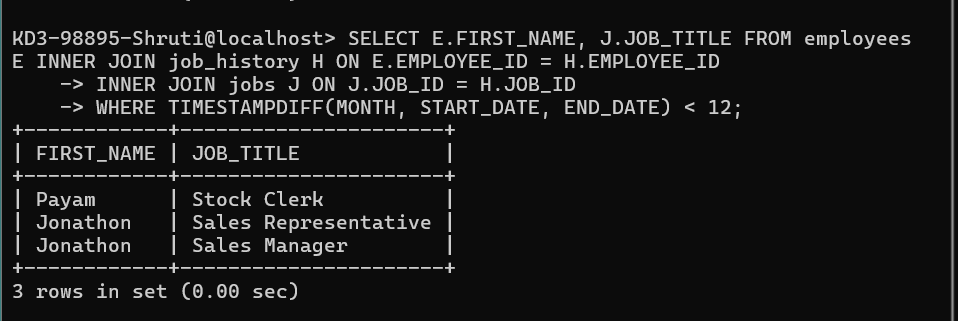 KD3-98895-Shruti@localhost> SELECT E.FIRST_NAME, J.JOB_TITLE FROM employees
E INNER JOIN job_history H ON E.EMPLOYEE_ID = H.EMPLOYEE_ID
    -> INNER JOIN jobs J ON J.JOB_ID = H.JOB_ID
    -> WHERE TIMESTAMPDIFF(MONTH, START_DATE, END_DATE) < 12;
+------------+----------------------+
| FIRST_NAME | JOB_TITLE            |
+------------+----------------------+
| Payam      | Stock Clerk          |
| Jonathon   | Sales Representative |
| Jonathon   | Sales Manager        |
+------------+----------------------+
3 rows in set (0.00 sec)